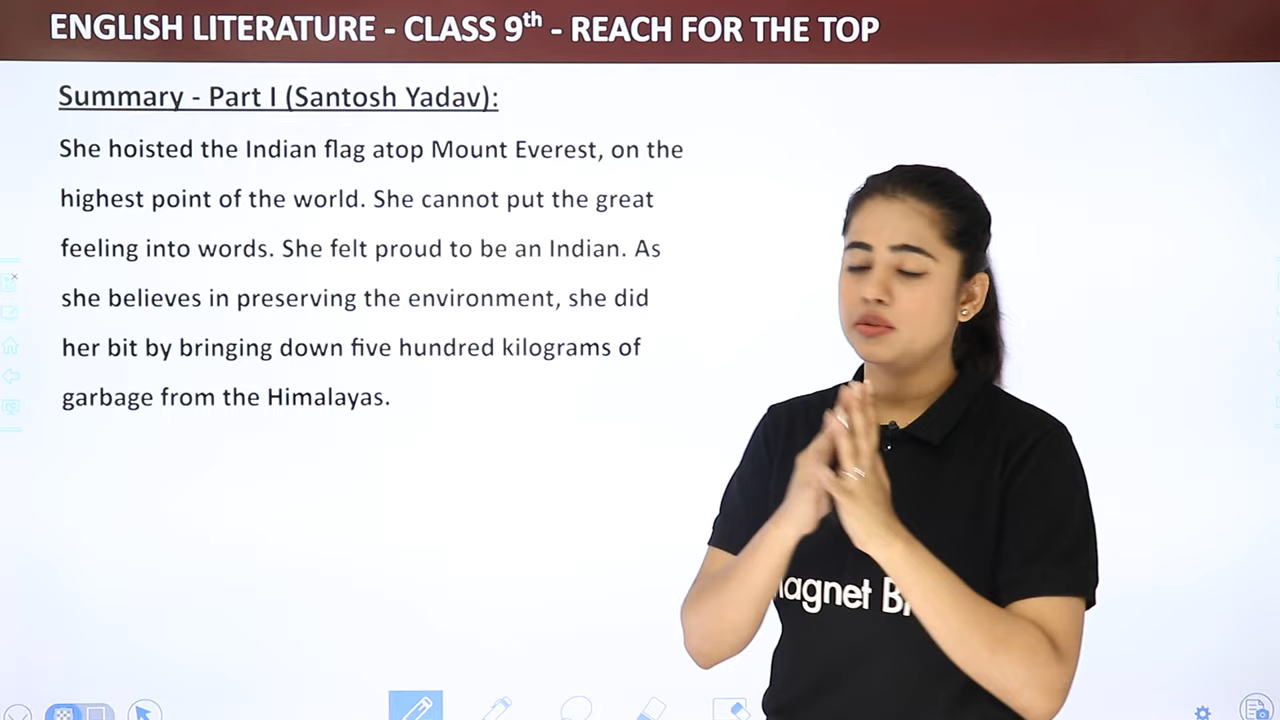 ENGLISH LITERATURE - CLASS 9th - REACH FOR THE TOP
Summary - Part I (Santosh Yadav):
She hoisted the Indian flag atop Mount Everest, on the
highest point of the world. She cannot put the great
feeling into words. She felt proud to be an Indian. As
she believes in preserving the environment, she did
her bit by bringing down five hundred kilograms of
garbage from the Himalayas.
agnet B